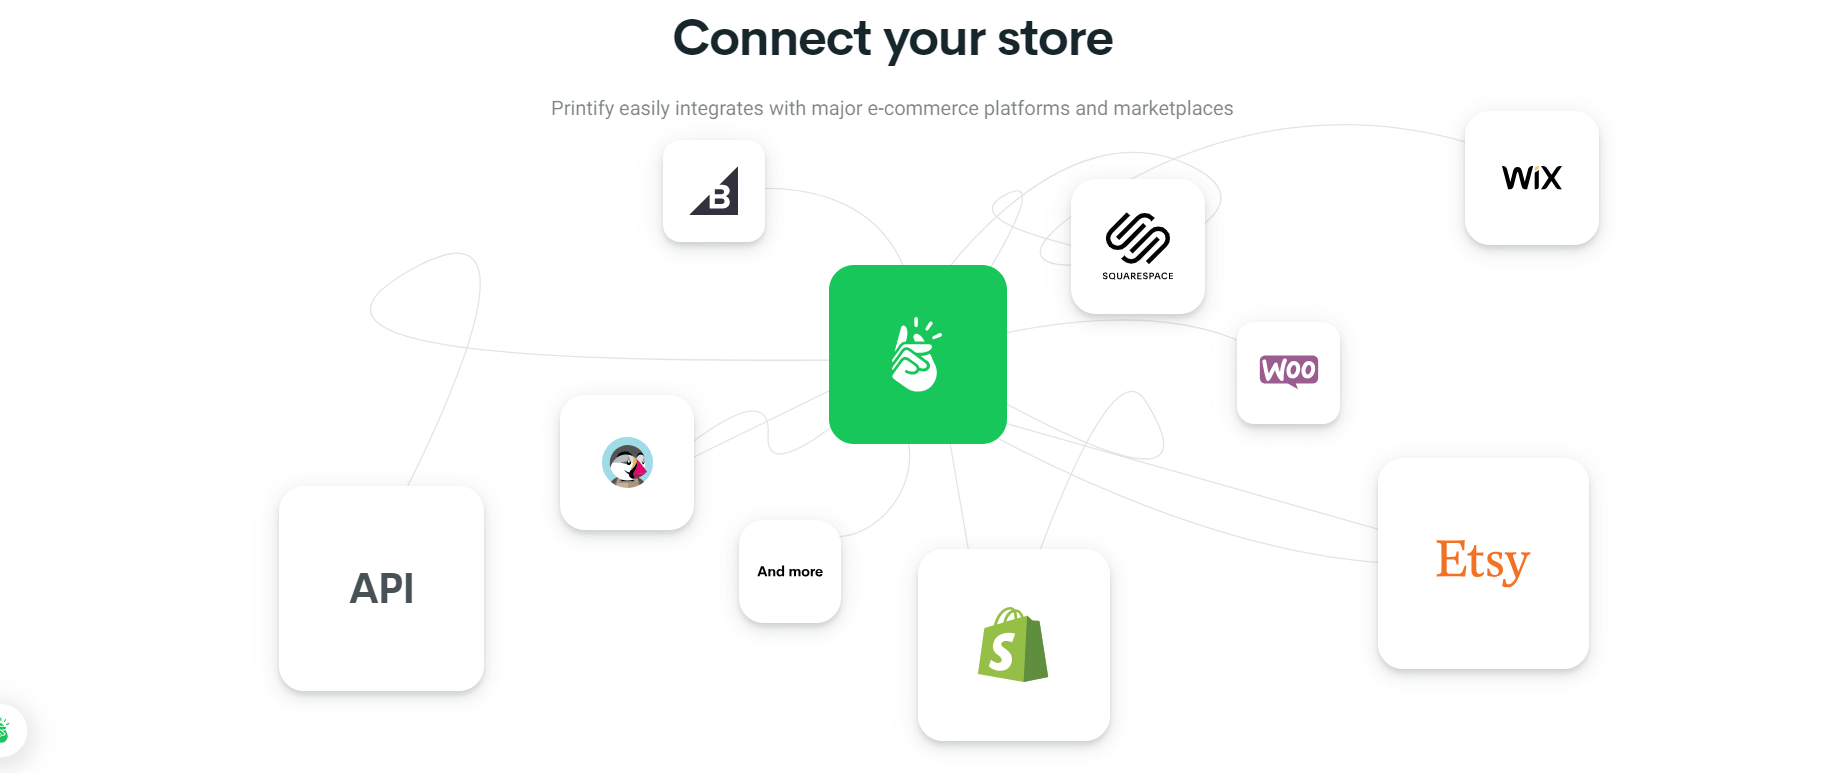 Connect your store
Printify easily integrates with major e-commerce platforms and marketplaces
B
WiX
SQUARESPACE
WOO
API
And more
S
Etsy